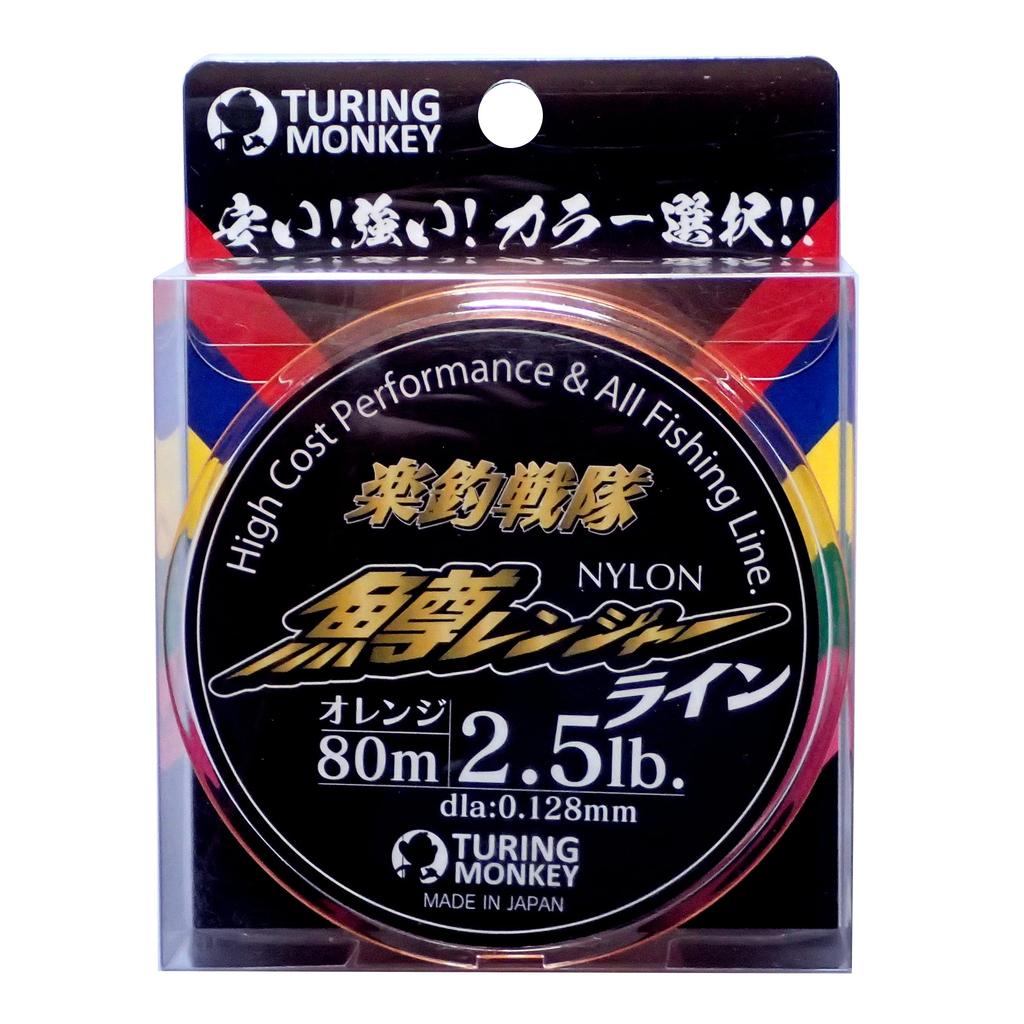 TURING
MONKEY
安い!強い!カラー選択!!
High Cost Performance & All Fishing Line.
楽釣戦隊
NYLON
鱒レンジャー
ライン
オレンジ
80m
2.5lb.
dla:0.128mm
TURING
MONKEY
MADE IN JAPAN